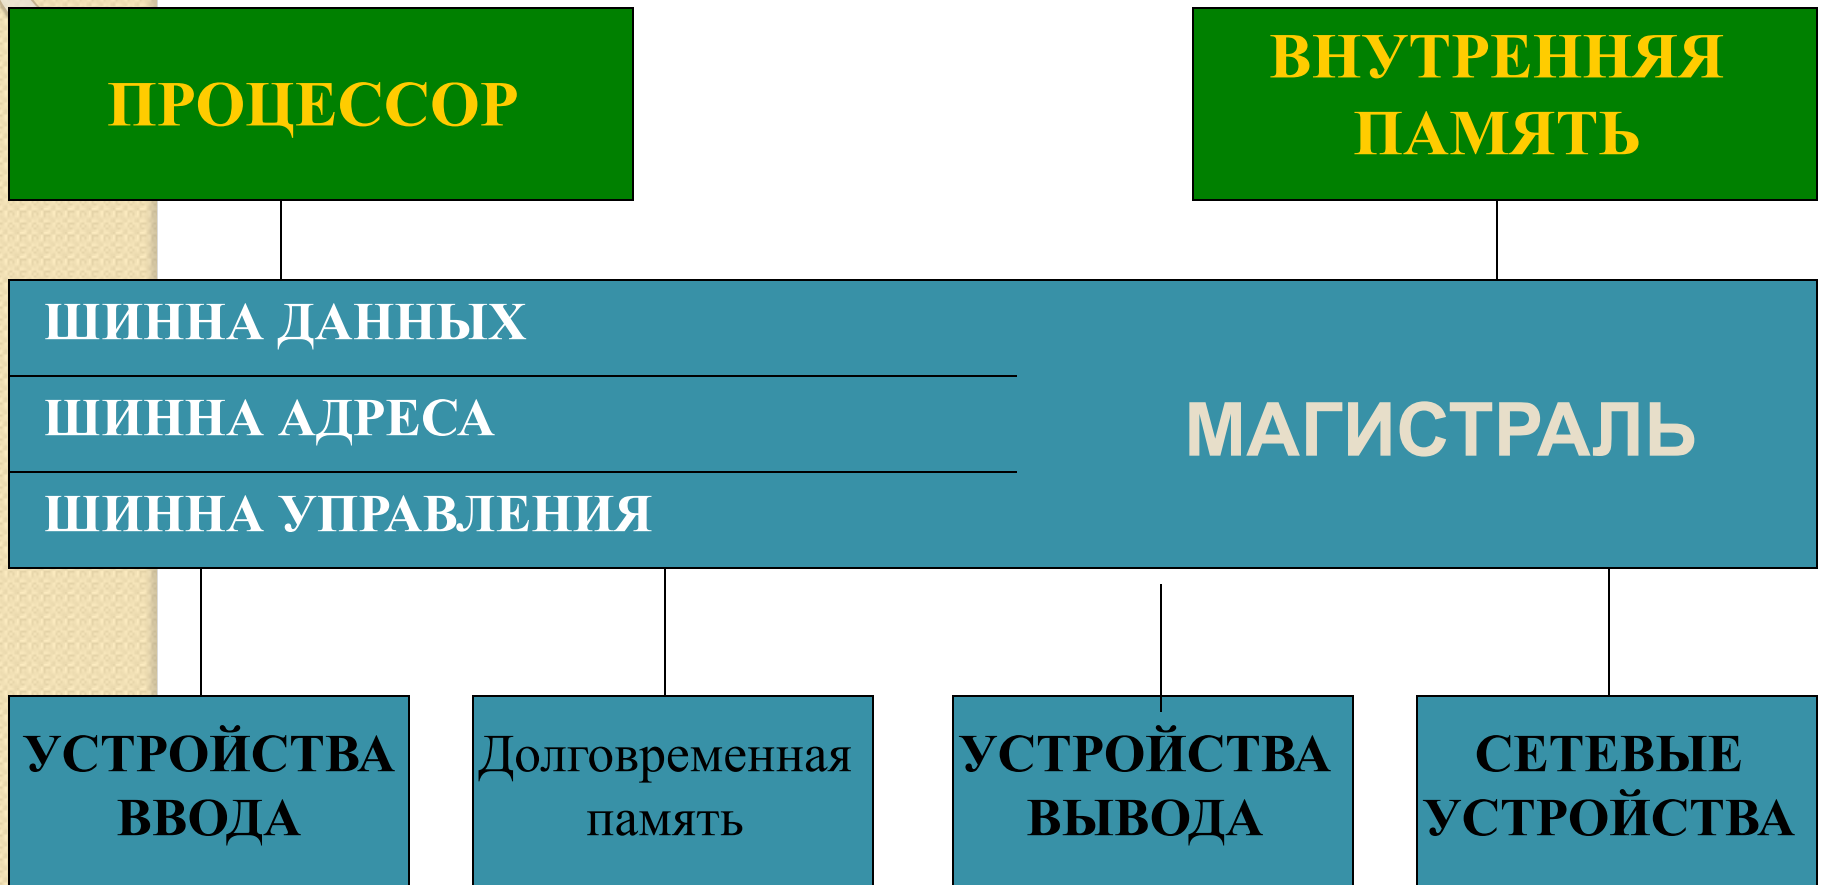 ПРОЦЕССОР
ВНУТРЕННЯЯ
ПАМЯТЬ
ШИННА ДАННЫХ
ШИННА АДРЕСА
ШИННА УПРАВЛЕНИЯ
МАГИСТРАЛЬ
УСТРОЙСТВА
ВВОДА
Долговременная
память
УСТРОЙСТВА
ВЫВОДА
СЕТЕВЫЕ
УСТРОЙСТВА